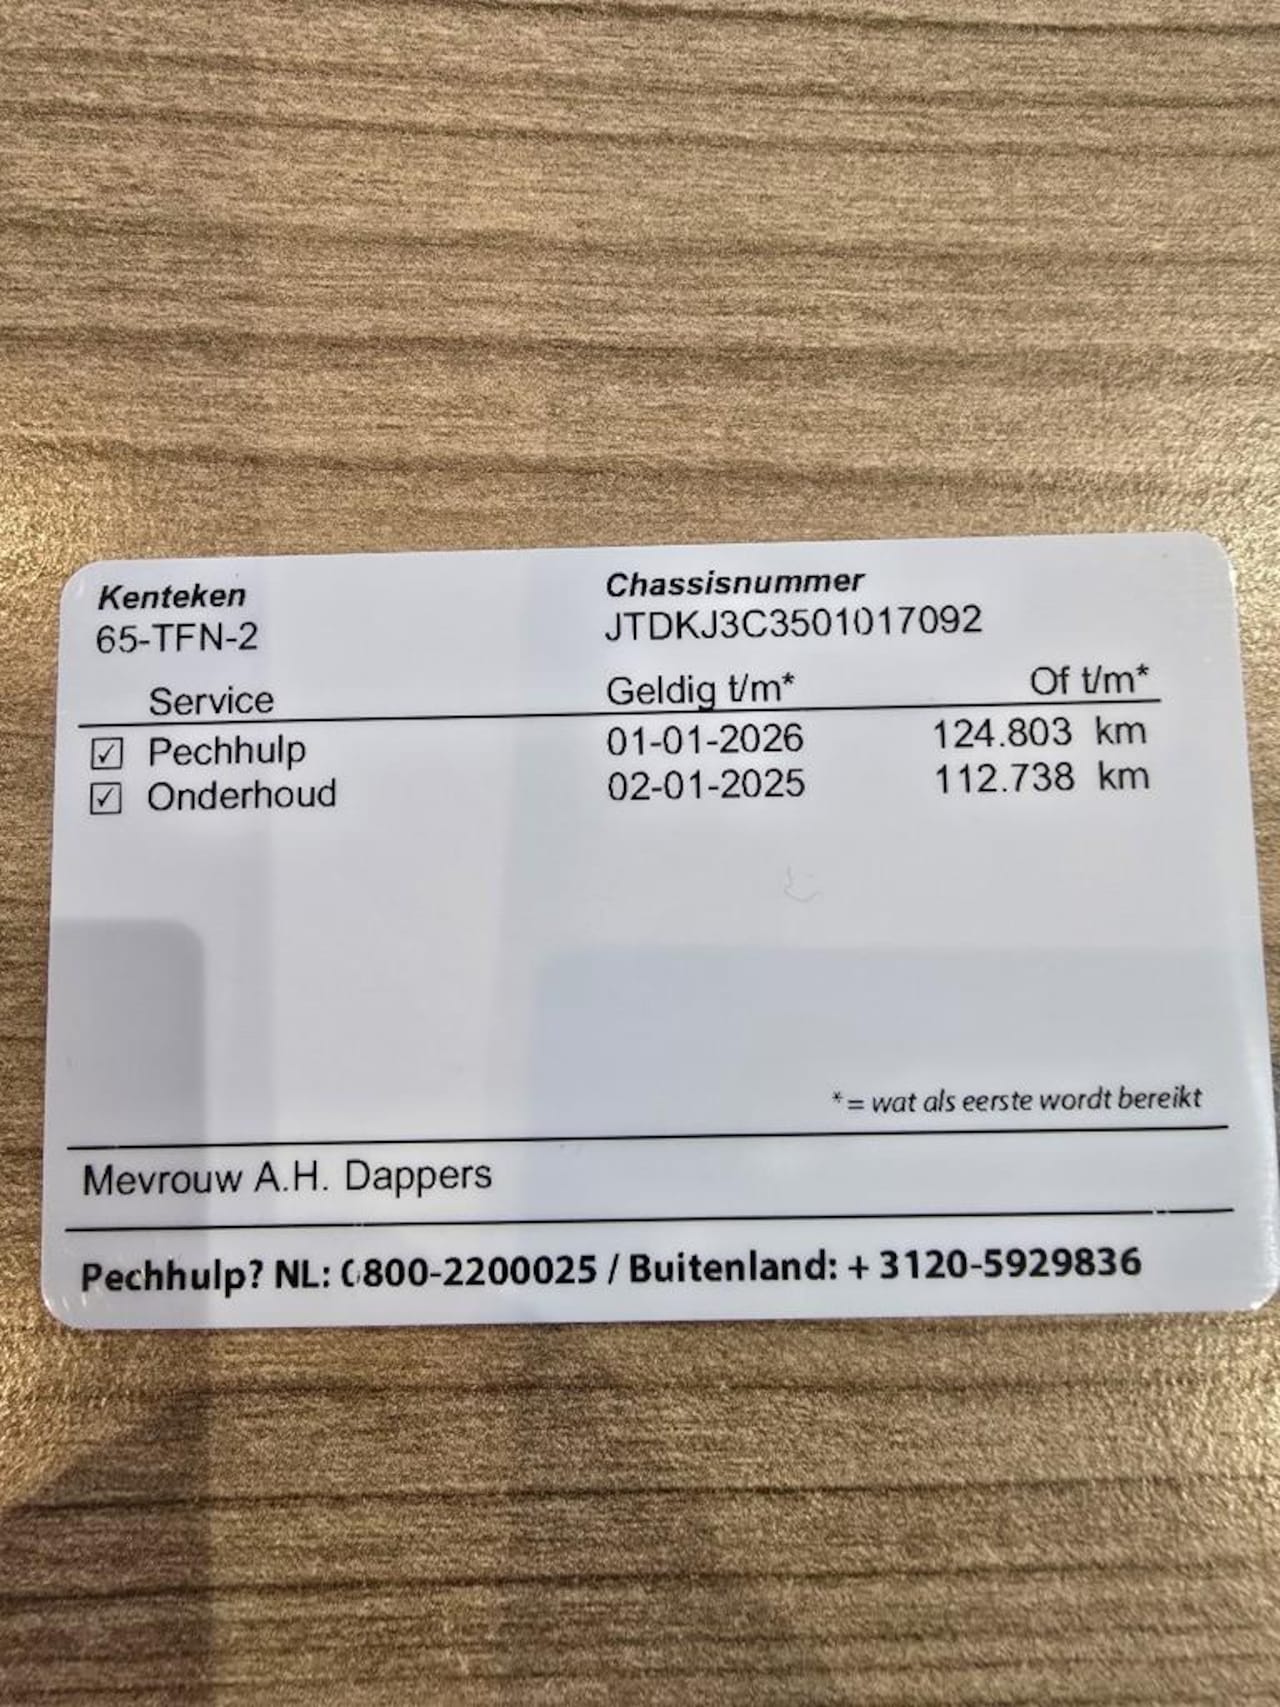 Kenteken Chassisnummer
65-TFN-2 JTDKJ3C3501017092
Service Geldig t/m* Of t/m*
☑ Pechhulp 01-01-2026 124.803 km
☑ Onderhoud 02-01-2025 112.738 km
*= wat als eerste wordt bereikt
Mevrouw A.H. Dappers
Pechhulp? NL: 0800-2200025 / Buitenland: + 3120-5929836